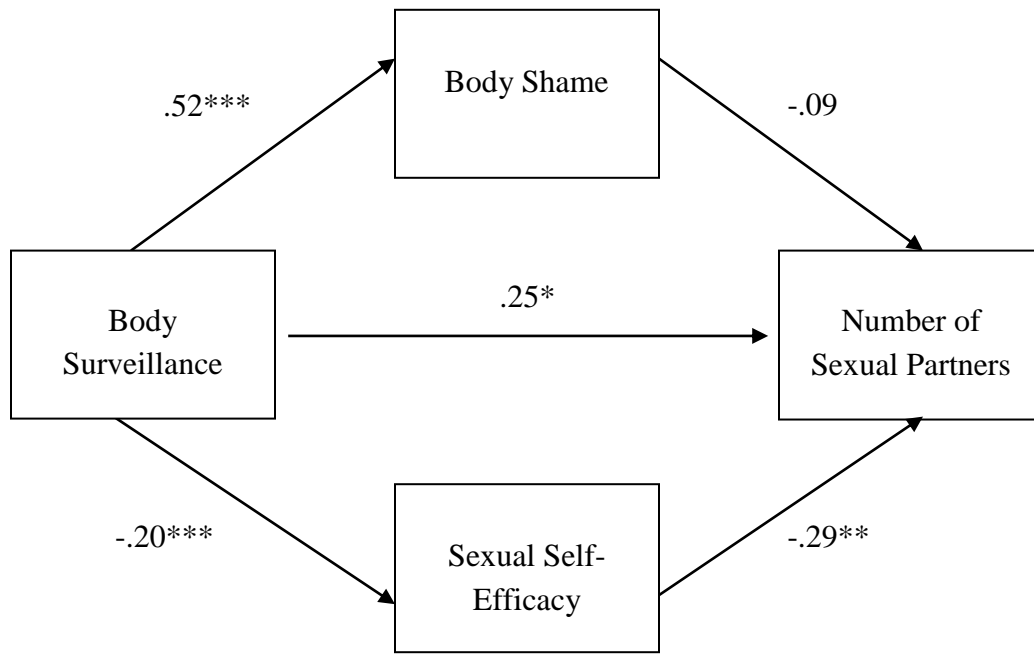 Body Shame
.52***
-.09
Body
Surveillance
.25*
Number of
Sexual Partners
-.20***
-.29**
Sexual Self-
Efficacy